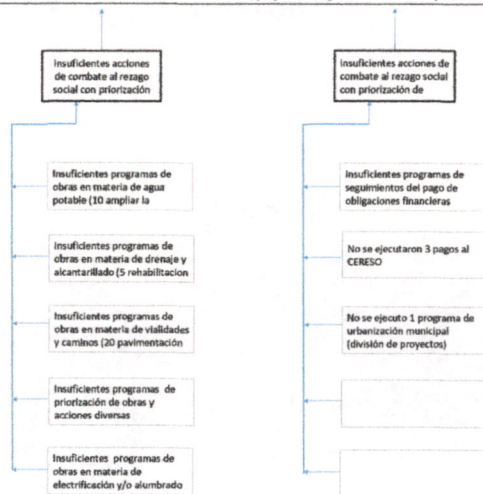 Insuficientes acciones
de combate al rezago
social con priorización
Insuficientes programas de
obras en materia de agua
potable (10 ampliar la
Insuficientes programas de
obras en materia de drenaje y
alcantarillado (5 rehabilitacion
Insuficientes programas de
obras en materia de vialidades
y caminos (20 pavimentación
Insuficientes programas de
priorización de obras y
acciones diversas
Insuficientes programas de
obras en materia de
electrificación y/o alumbrado
Insuficientes acciones de
combate al rezago social
con priorización de
Insuficientes programas de
seguimientos del pago de
obligaciones financieras
No se ejecutaron 3 pagos al
CERESO
No se ejecuto 1 programa de
urbanización municipal
(división de proyectos)